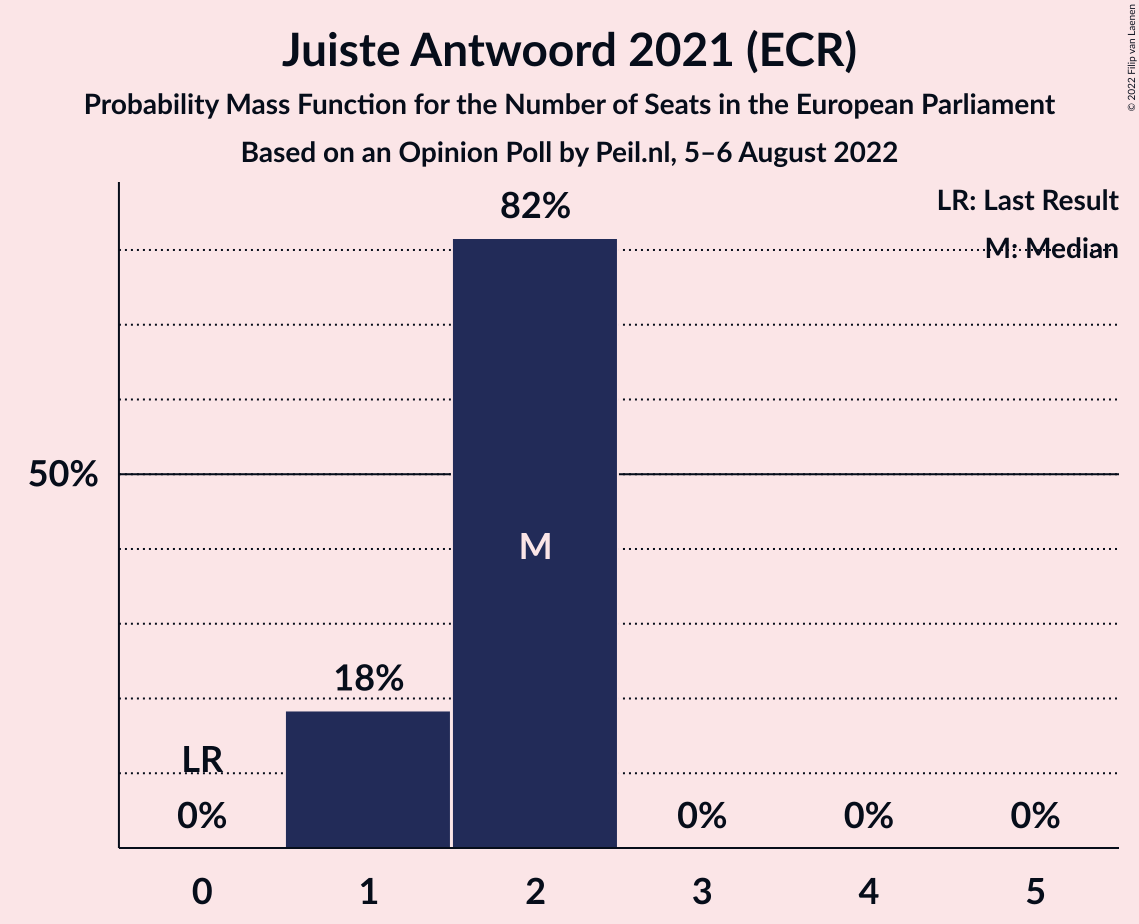 Juiste Antwoord 2021 (ECR)
Probability Mass Function for the Number of Seats in the European Parliament
Based on an Opinion Poll by Peil.nl, 5–6 August 2022
© 2022 Filip van Laenen
LR: Last Result
M: Median
82%
50%
M
18%
LR
0%
0%
0%
0%
0
1
2
3
4
5